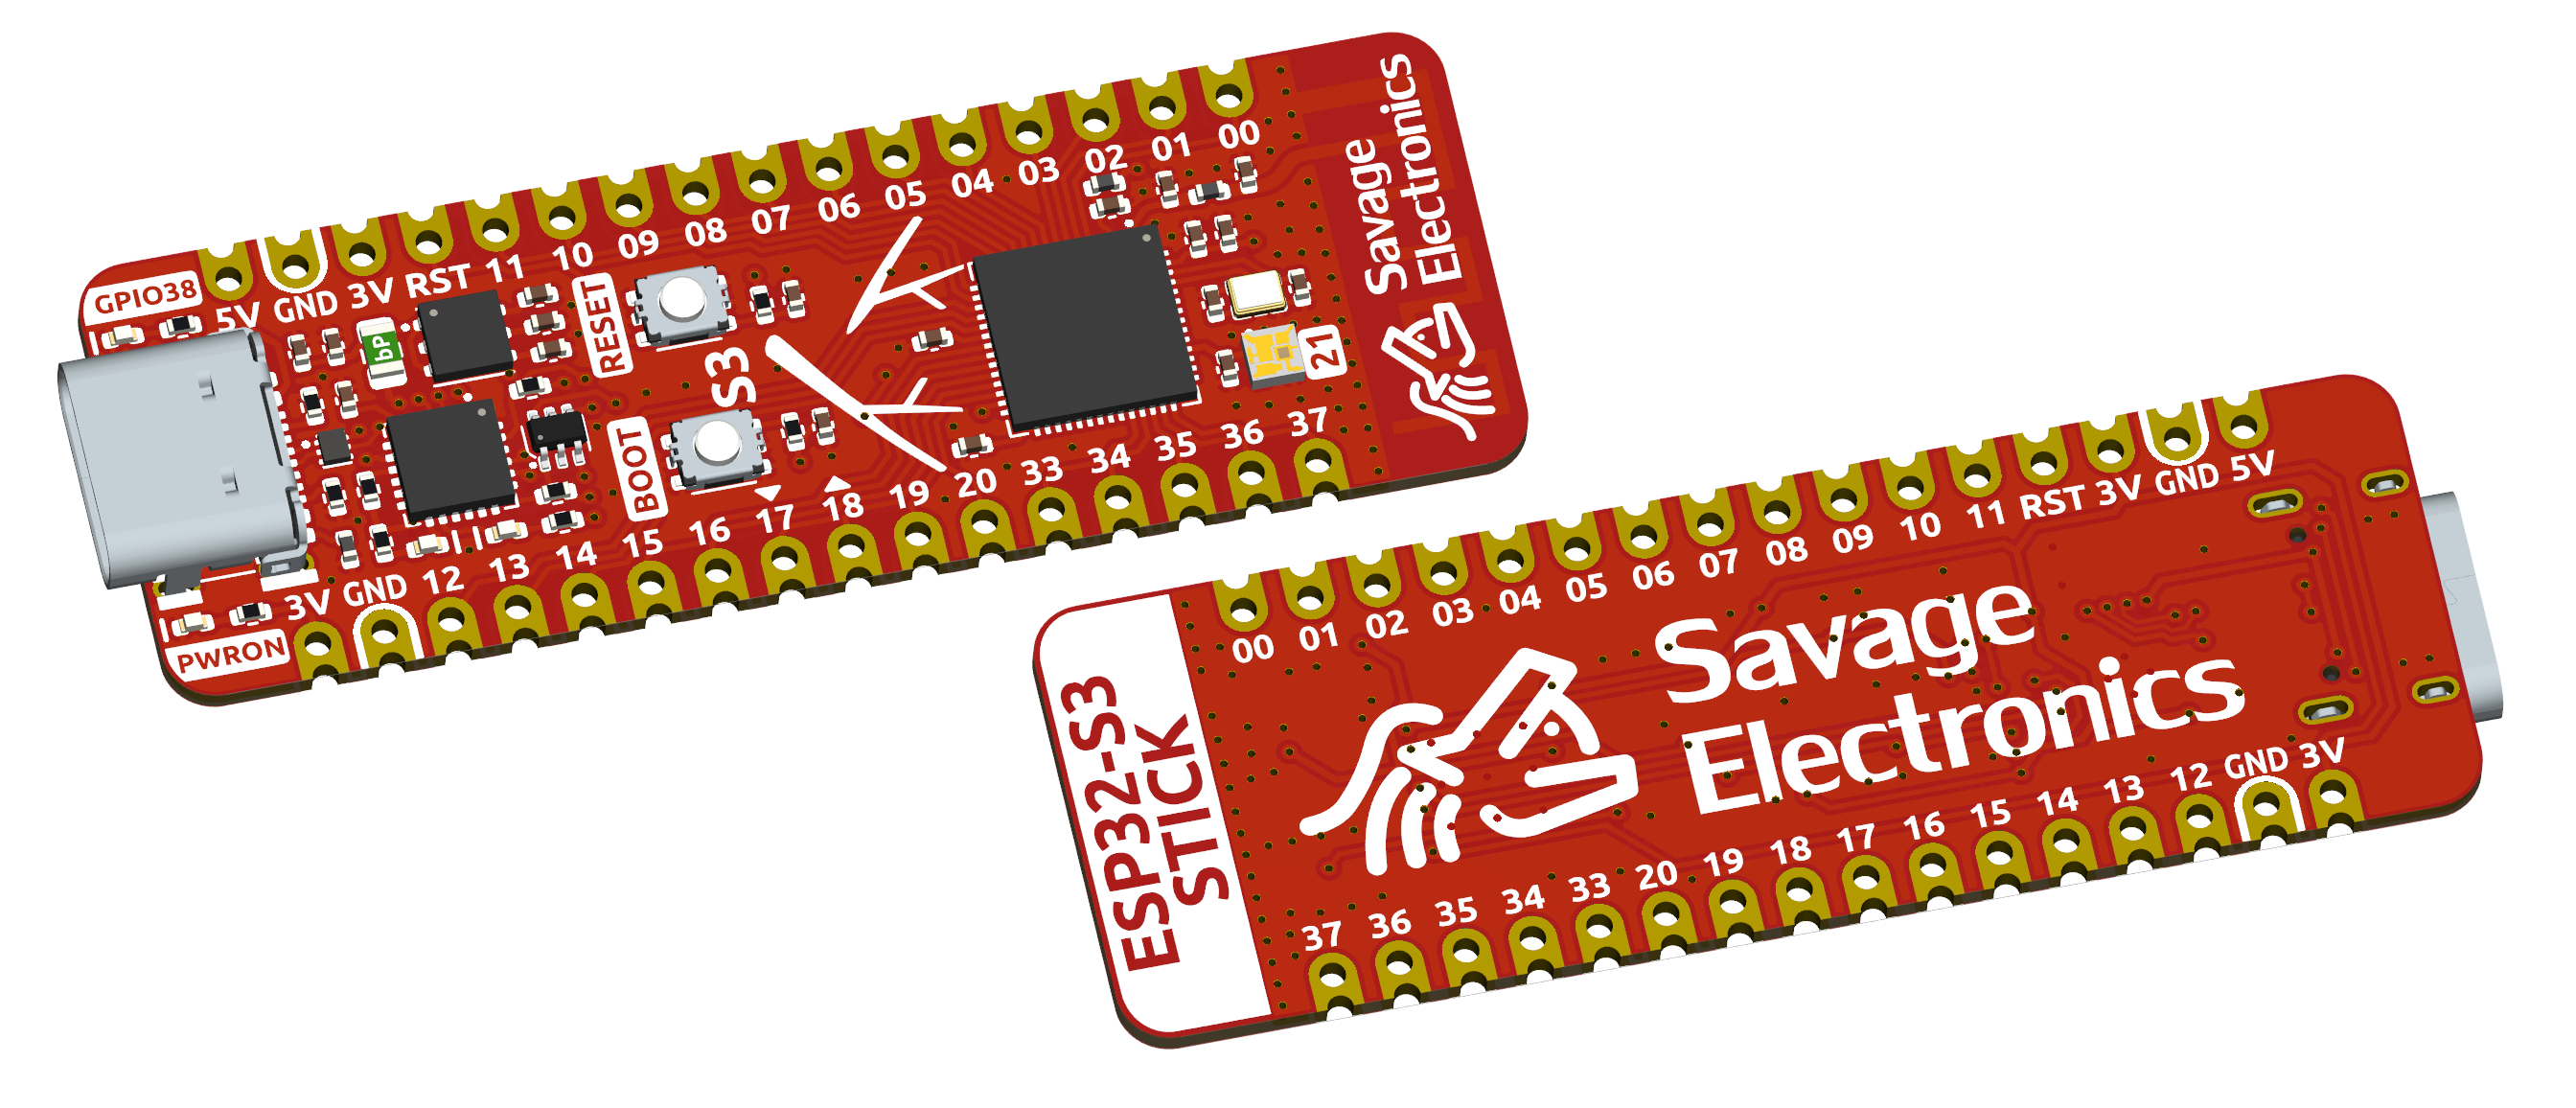 GPIO38
5V GND 3V RST 11 10 09 08 07 06 05 04 03 02 01 00
bP
RESET
S3
BOOT
21
Savage
Electronics
PWRON
3V GND 12 13 14 15 16 17 18 19 20 33 34 35 36 37
ESP32-S3
STICK
00 01 02 03 04 05 06 07 08 09 10 11 RST 3V GND 5V
Savage
Electronics
37 36 35 34 33 20 19 18 17 16 15 14 13 12 GND 3V